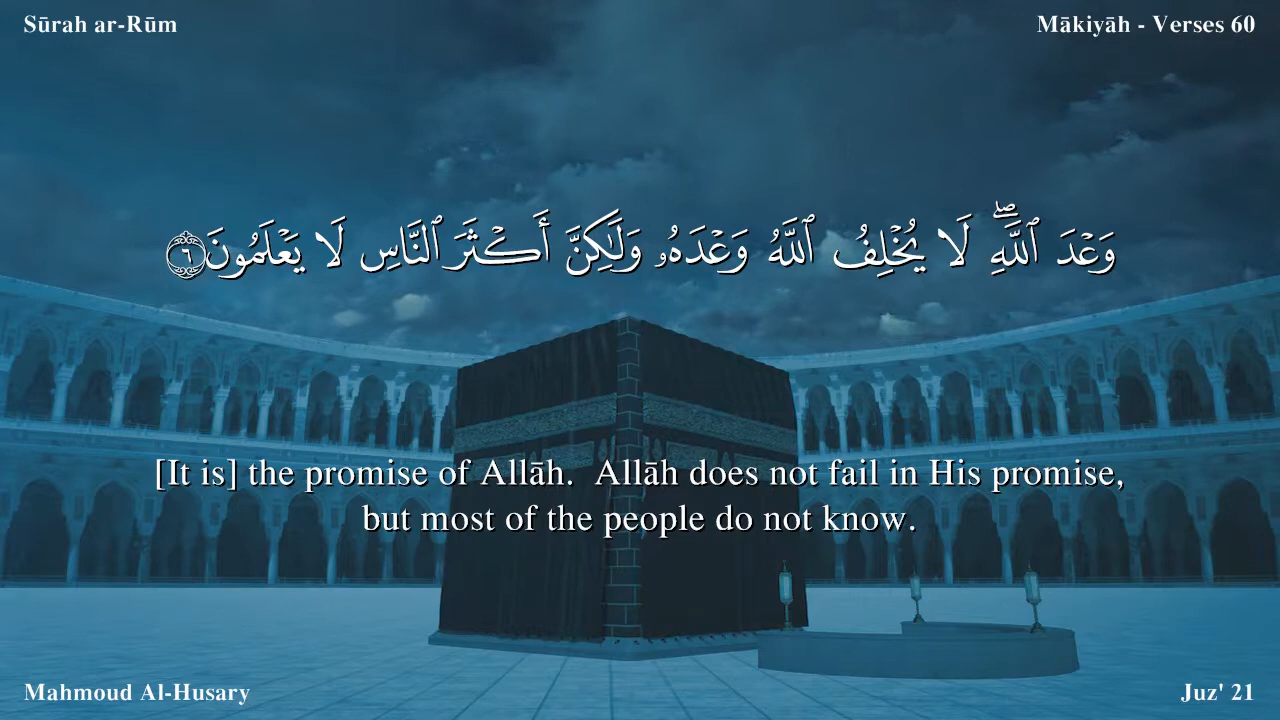 Sūrah ar-Rūm
Mākiyāh - Verses 60
وَعْدَ ٱللَّهِ ۖ لَا يُخْلِفُ ٱللَّهُ وَعْدَهُۥ وَلَـٰكِنَّ أَكْثَرَ ٱلنَّاسِ لَا يَعْلَمُونَ ٦
[It is] the promise of Allāh.  Allāh does not fail in His promise,
but most of the people do not know.
Mahmoud Al-Husary
Juz' 21